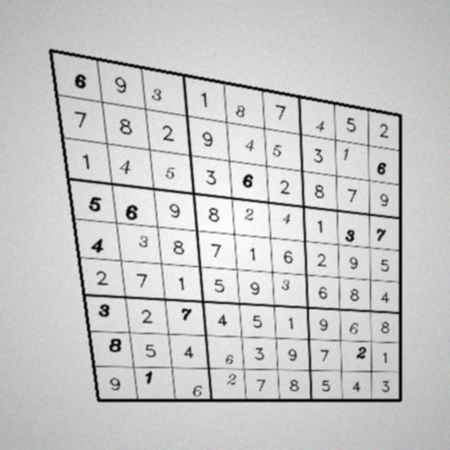 6 9 3 1 8 7 4 5 2
7 8 2 9 4 5 3 1 6
1 4 5 3 6 2 8 7 9
5 6 9 8 2 4 1 3 7
4 3 8 7 1 6 2 9 5
2 7 1 5 9 3 6 8 4
3 2 7 4 5 1 9 6 8
8 5 4 6 3 9 7 2 1
9 1 6 2 7 8 5 4 3